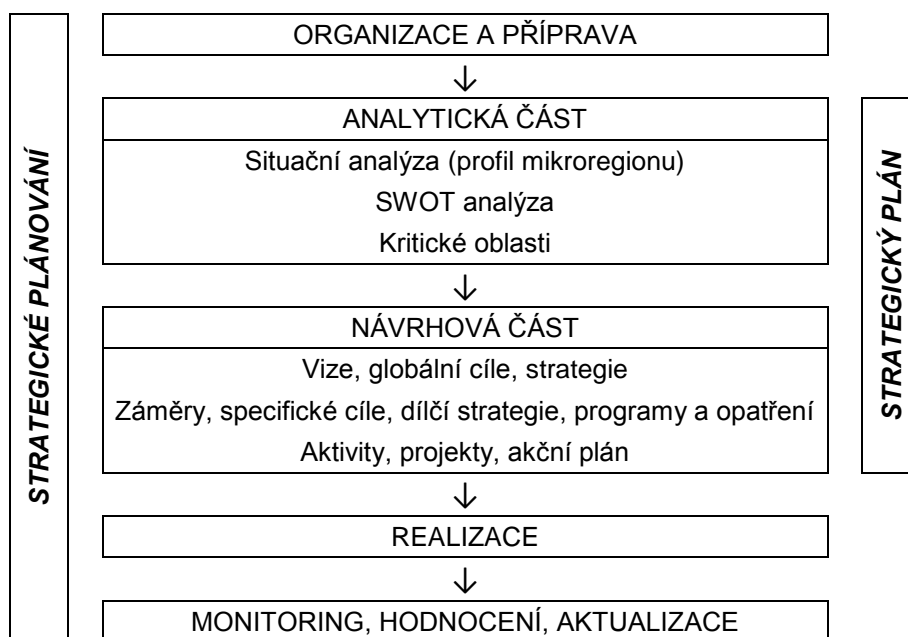 STRATEGICKÉ PLÁNOVÁNÍ
ORGANIZACE A PŘÍPRAVA
ANALYTICKÁ ČÁST
Situační analýza (profil mikroregionu)
SWOT analýza
Kritické oblasti
NÁVRHOVÁ ČÁST
Vize, globální cíle, strategie
Záměry, specifické cíle, dílčí strategie, programy a opatření
Aktivity, projekty, akční plán
REALIZACE
MONITORING, HODNOCENÍ, AKTUALIZACE
STRATEGICKÝ PLÁN